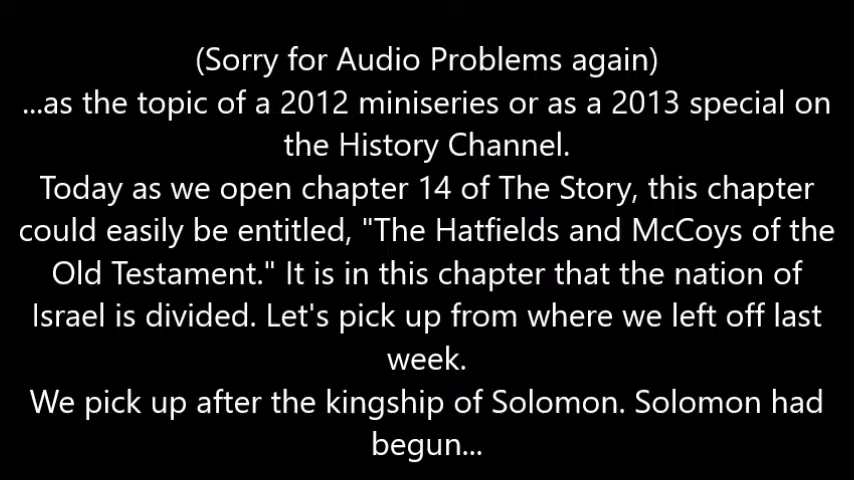 (Sorry for Audio Problems again)
...as the topic of a 2012 miniseries or as a 2013 special on
the History Channel.
Today as we open chapter 14 of The Story, this chapter
could easily be entitled, "The Hatfields and McCoys of the
Old Testament." It is in this chapter that the nation of
Israel is divided. Let's pick up from where we left off last
week.
We pick up after the kingship of Solomon. Solomon had
begun...